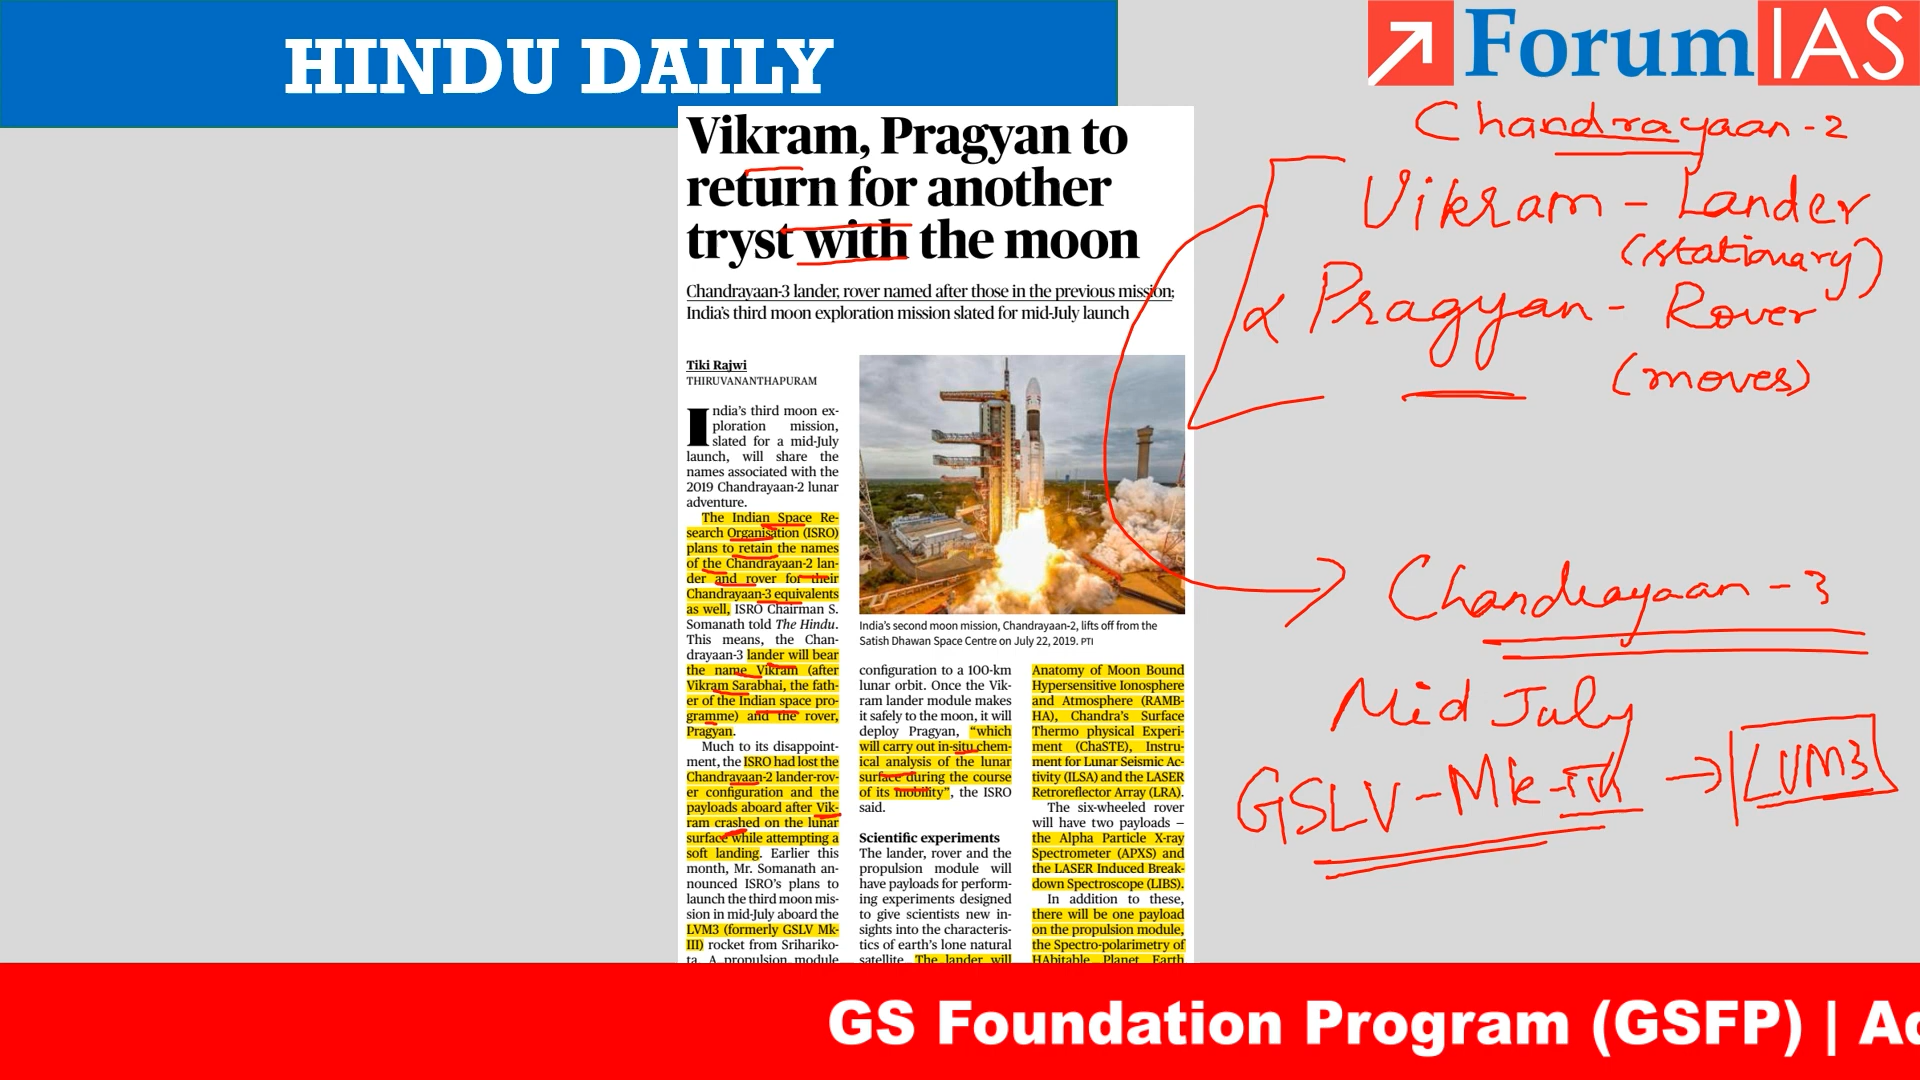 HINDU DAILY
Forum IAS
Vikram, Pragyan to
return for another
tryst with the moon
Chandrayaan-3 lander, rover named after those in the previous mission;
India's third moon exploration mission slated for mid-July launch
Tiki Rajwi
THIRUVANANTHAPURAM
India's third moon ex-
ploration mission,
slated for a mid-July
launch, will share the
names associated with the
2019 Chandrayaan-2 lunar
adventure.
The Indian Space Re-
search Organisation (ISRO)
plans to retain the names
of the Chandrayaan-2 lan-
der and rover for their
Chandrayaan-3 equivalents
as well, ISRO Chairman S.
Somanath told The Hindu.
This means, the Chan-
drayaan-3 lander will bear
the name Vikram (after
Vikram Sarabhai, the fath-
er of the Indian space pro-
gramme) and the rover,
Pragyan.
Much to its disappoint-
ment, the ISRO had lost the
Chandrayaan-2 lander-rov-
er configuration and the
payloads aboard after Vik-
ram crashed on the lunar
surface while attempting a
soft landing. Earlier this
month, Mr. Somanath an-
nounced ISRO's plans to
launch the third moon mis-
sion in mid-July aboard the
LVM3 (formerly GSLV Mk-
III) rocket from Srihariko-
ta. A propulsion module
India's second moon mission, Chandrayaan-2, lifts off from the
Satish Dhawan Space Centre on July 22, 2019. PTI
configuration to a 100-km
lunar orbit. Once the Vik-
ram lander module makes
it safely to the moon, it will
deploy Pragyan, “which
will carry out in-situ chem-
ical analysis of the lunar
surface during the course
of its mobility”, the ISRO
said.
Scientific experiments
The lander, rover and the
propulsion module will
have payloads for perform-
ing experiments designed
to give scientists new in-
sights into the characteris-
tics of earth's lone natural
satellite. The lander will
Anatomy of Moon Bound
Hypersensitive Ionosphere
and Atmosphere (RAMB-
HA), Chandra's Surface
Thermo physical Experi-
ment (ChaSTE), Instru-
ment for Lunar Seismic Ac-
tivity (ILSA) and the LASER
Retroreflector Array (LRA).
The six-wheeled rover
will have two payloads –
the Alpha Particle X-ray
Spectrometer (APXS) and
the LASER Induced Break-
down Spectroscope (LIBS).
In addition to these,
there will be one payload
on the propulsion module,
the Spectro-polarimetry of
HAbitable Planet Earth
Chandrayaan-2
Vikram - Lander
(stationary)
& Pragyan - Rover
(moves)
Chandrayaan-3
Mid July
GSLV-Mk-III → LVM3
GS Foundation Program (GSFP) | Ad